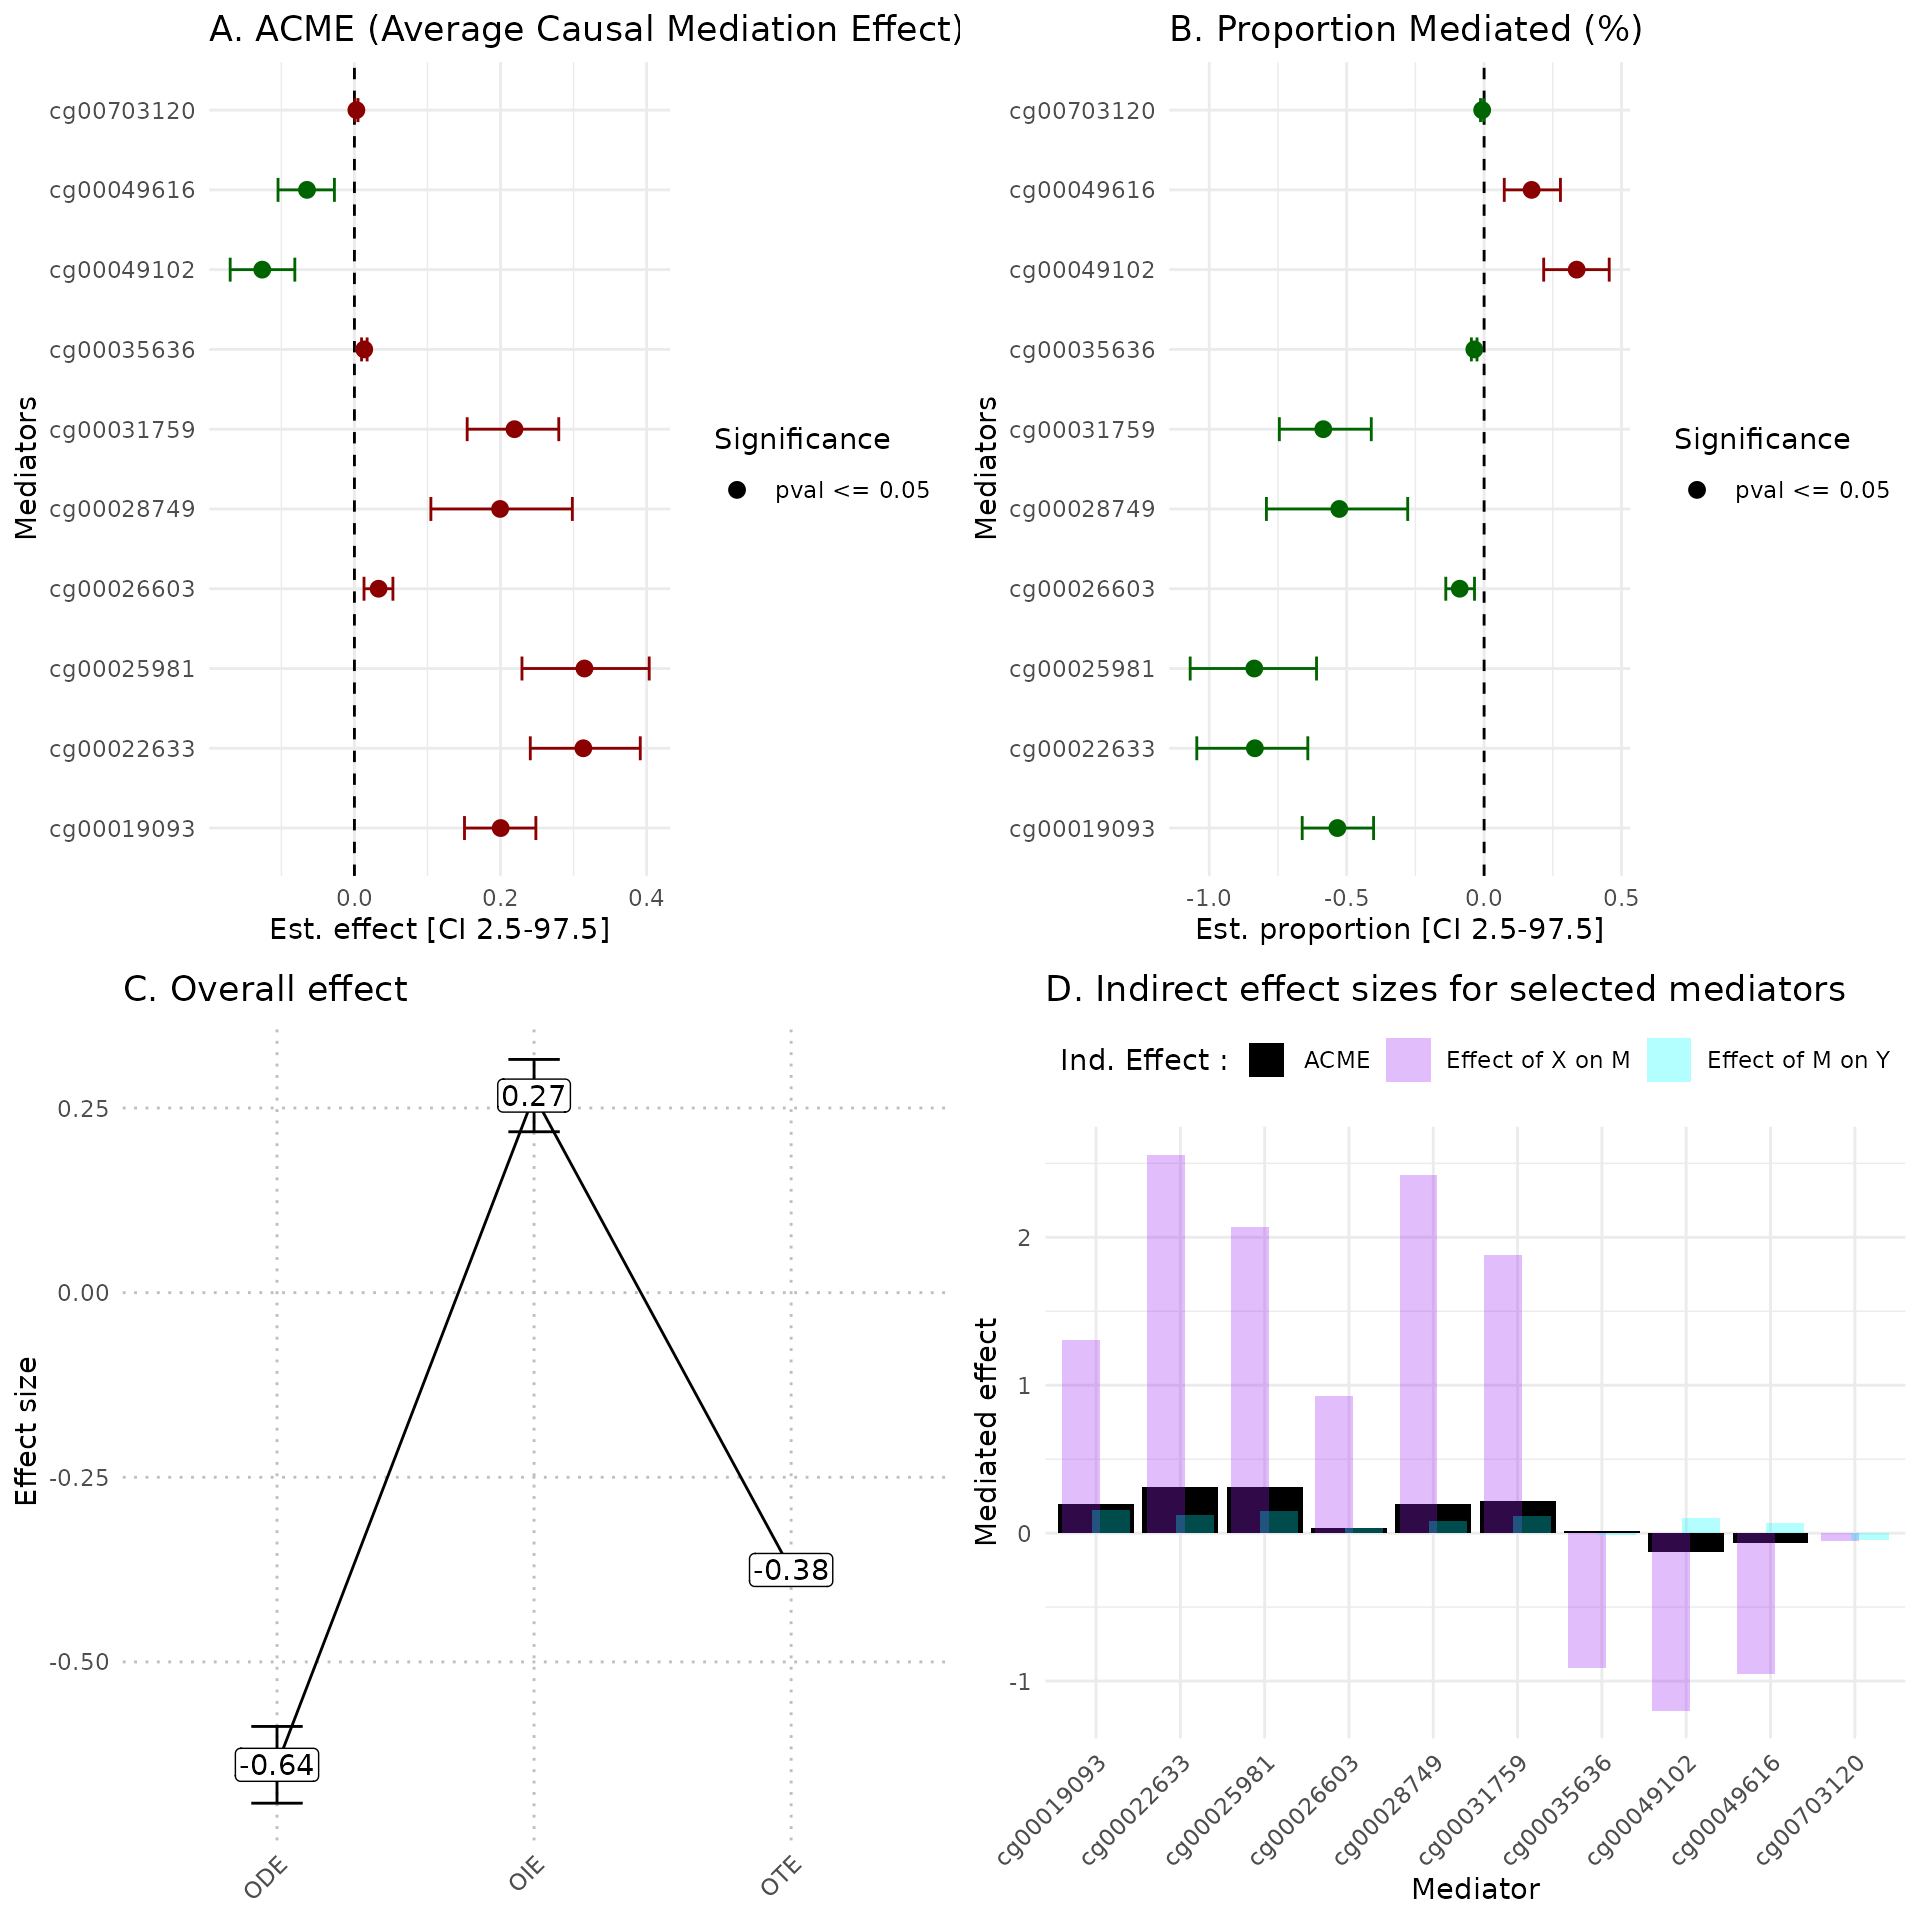 A. ACME (Average Causal Mediation Effect)
Mediators
cg00703120
cg00049616
cg00049102
cg00035636
cg00031759
cg00028749
cg00026603
cg00025981
cg00022633
cg00019093
0.0 0.2 0.4
Est. effect [CI 2.5-97.5]
Significance
pval <= 0.05
B. Proportion Mediated (%)
Mediators
cg00703120
cg00049616
cg00049102
cg00035636
cg00031759
cg00028749
cg00026603
cg00025981
cg00022633
cg00019093
-1.0 -0.5 0.0 0.5
Est. proportion [CI 2.5-97.5]
Significance
pval <= 0.05
C. Overall effect
Effect size
0.25
0.00
-0.25
-0.50
0.27
-0.38
-0.64
ODE
OIE
OTE
D. Indirect effect sizes for selected mediators
Ind. Effect : ACME Effect of X on M Effect of M on Y
Mediated effect
2
1
0
-1
cg00019093
cg00022633
cg00025981
cg00026603
cg00028749
cg00031759
cg00035636
cg00049102
cg00049616
cg00703120
Mediator